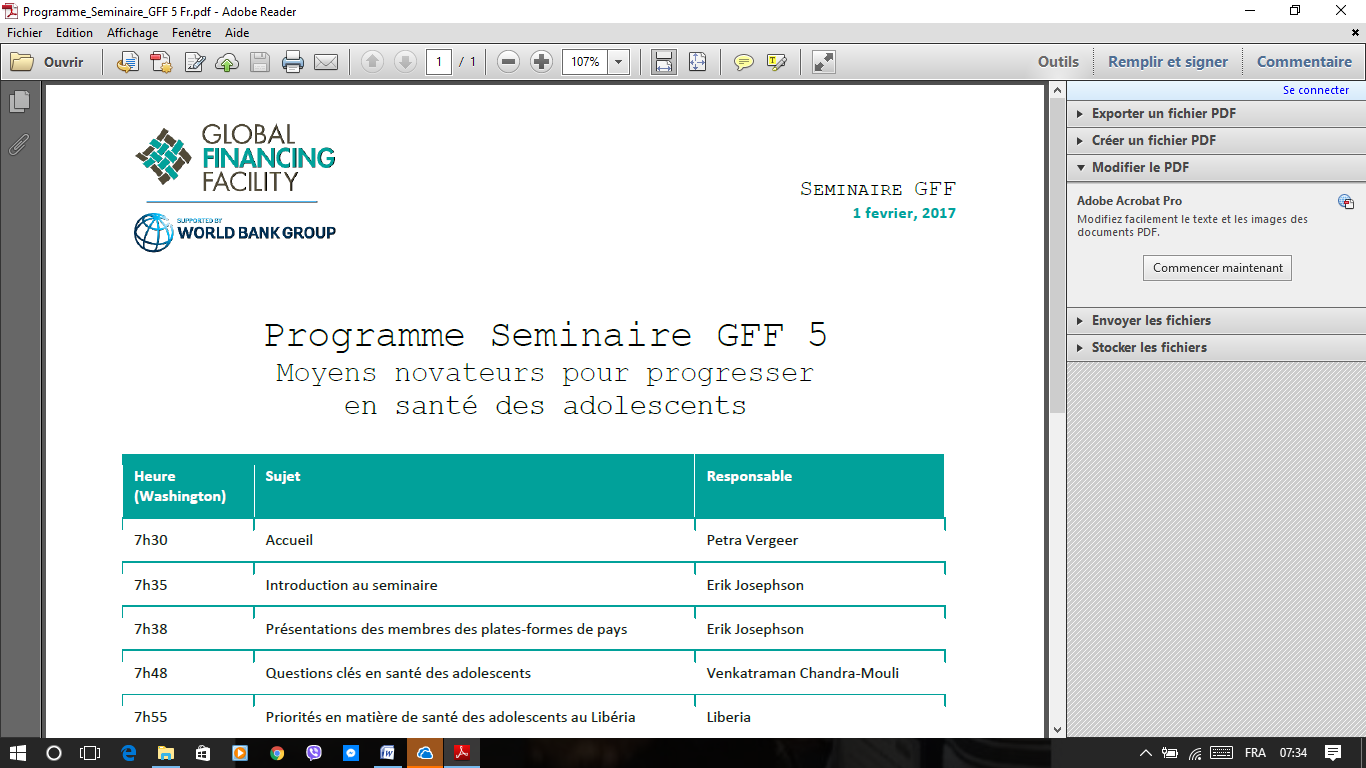 Programme_Seminaire_GFF 5 Fr.pdf - Adobe Reader
Fichier Edition Affichage Fenêtre Aide
Ouvrir 1 / 1 107% Outils Remplir et signer Commentaire
Se connecter
Exporter un fichier PDF
Créer un fichier PDF
Modifier le PDF
Adobe Acrobat Pro
Modifiez facilement le texte et les images des
documents PDF.
Commencer maintenant
Envoyer les fichiers
Stocker les fichiers
GLOBAL
FINANCING
FACILITY
SUPPORTED BY
WORLD BANK GROUP
SEMINAIRE GFF
1 fevrier, 2017
Programme Seminaire GFF 5
Moyens novateurs pour progresser
en santé des adolescents
Heure (Washington) Sujet Responsable
7h30 Accueil Petra Vergeer
7h35 Introduction au seminaire Erik Josephson
7h38 Présentations des membres des plates-formes de pays Erik Josephson
7h48 Questions clés en santé des adolescents Venkatraman Chandra-Mouli
7h55 Priorités en matière de santé des adolescents au Libéria Liberia
FRA 07:34